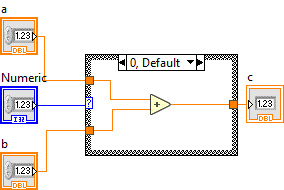 a
1.23
DBL
0, Default
Numeric
1.23
I32
?
+
c
1.23
DBL
b
1.23
DBL